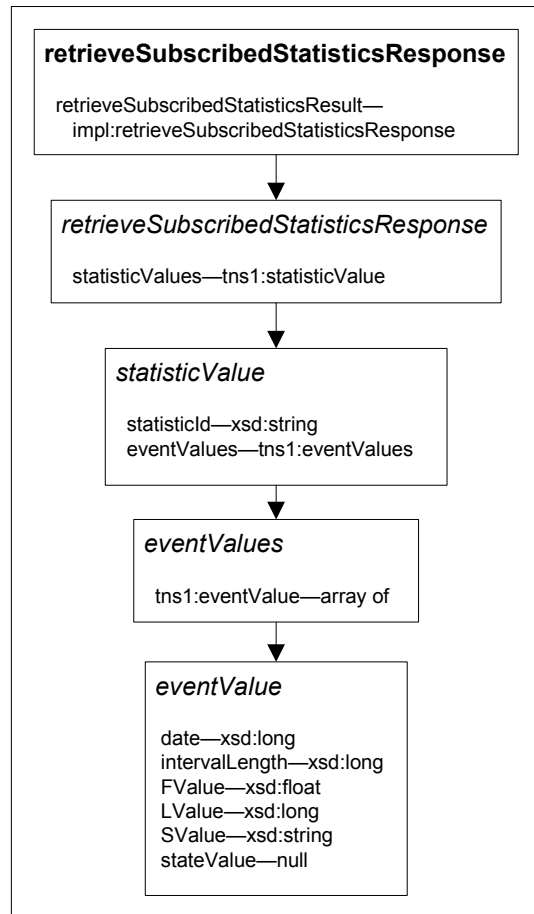 retrieveSubscribedStatisticsResponse
retrieveSubscribedStatisticsResult—
impl:retrieveSubscribedStatisticsResponse
retrieveSubscribedStatisticsResponse
statisticValues—tns1:statisticValue
statisticValue
statisticId—xsd:string
eventValues—tns1:eventValues
eventValues
tns1:eventValue—array of
eventValue
date—xsd:long
intervalLength—xsd:long
FValue—xsd:float
LValue—xsd:long
SValue—xsd:string
stateValue—null